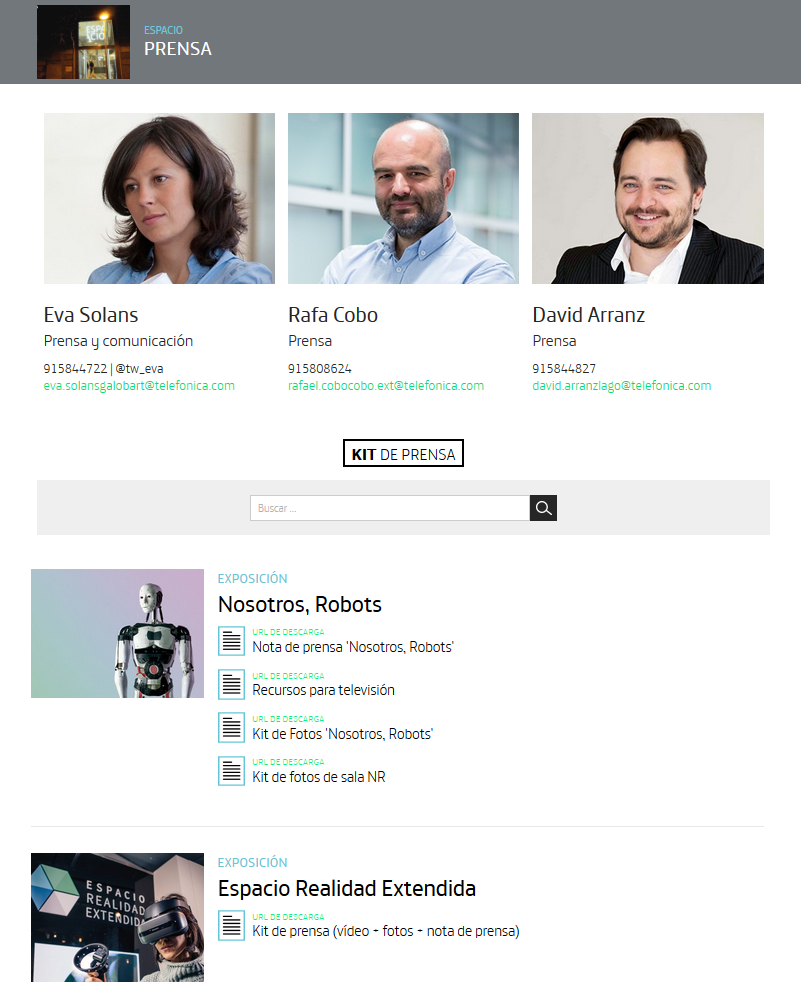 ESPA
CIO
ESPACIO
PRENSA
Eva Solans
Prensa y comunicación
915844722 | @tw_eva
eva.solansgalobart@telefonica.com
Rafa Cobo
Prensa
915808624
rafael.cobocobo.ext@telefonica.com
David Arranz
Prensa
915844827
david.arranzlago@telefonica.com
KIT DE PRENSA
Buscar ...
EXPOSICIÓN
Nosotros, Robots
URL DE DESCARGA
Nota de prensa 'Nosotros, Robots'
URL DE DESCARGA
Recursos para televisión
URL DE DESCARGA
Kit de Fotos 'Nosotros, Robots'
URL DE DESCARGA
Kit de fotos de sala NR
ESPACIO
REALIDAD
EXTENDIDA
EXPOSICIÓN
Espacio Realidad Extendida
URL DE DESCARGA
Kit de prensa (vídeo + fotos + nota de prensa)